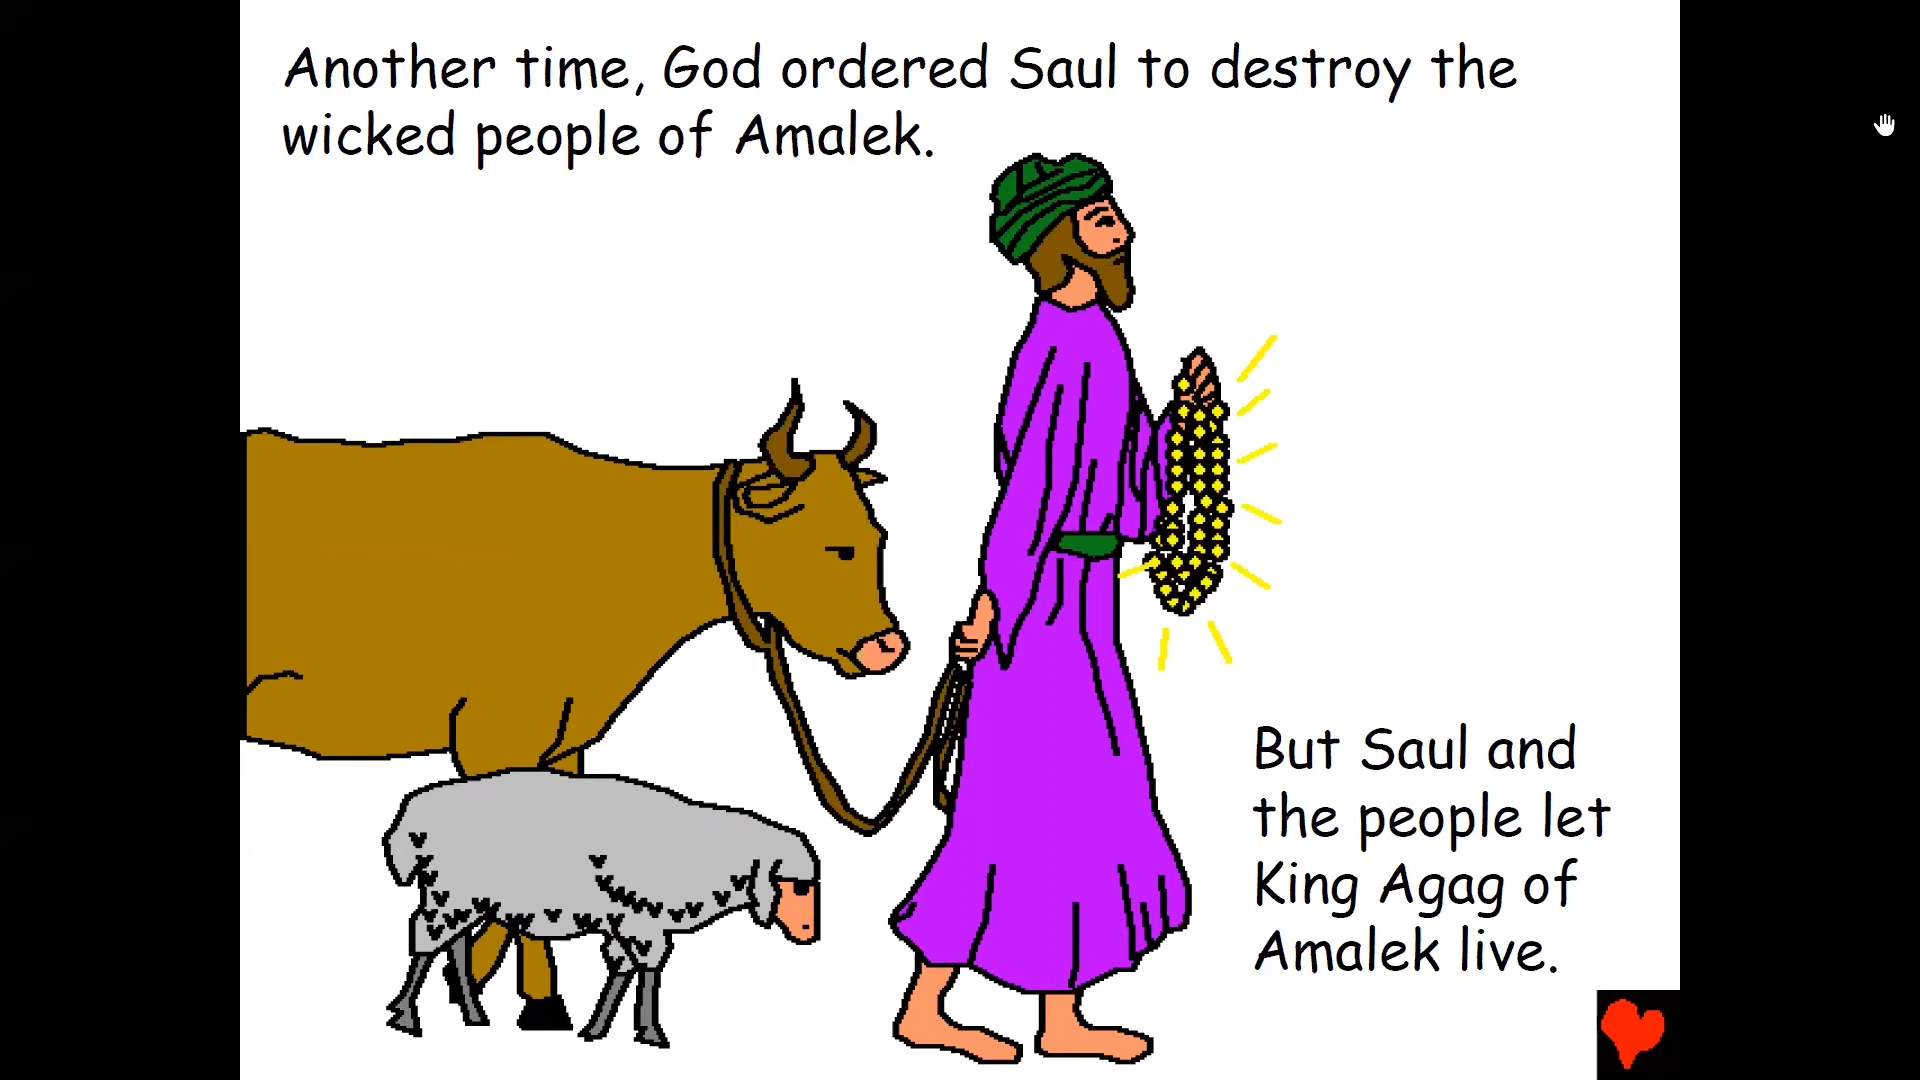 Another time, God ordered Saul to destroy the
wicked people of Amalek.
But Saul and
the people let
King Agag of
Amalek live.